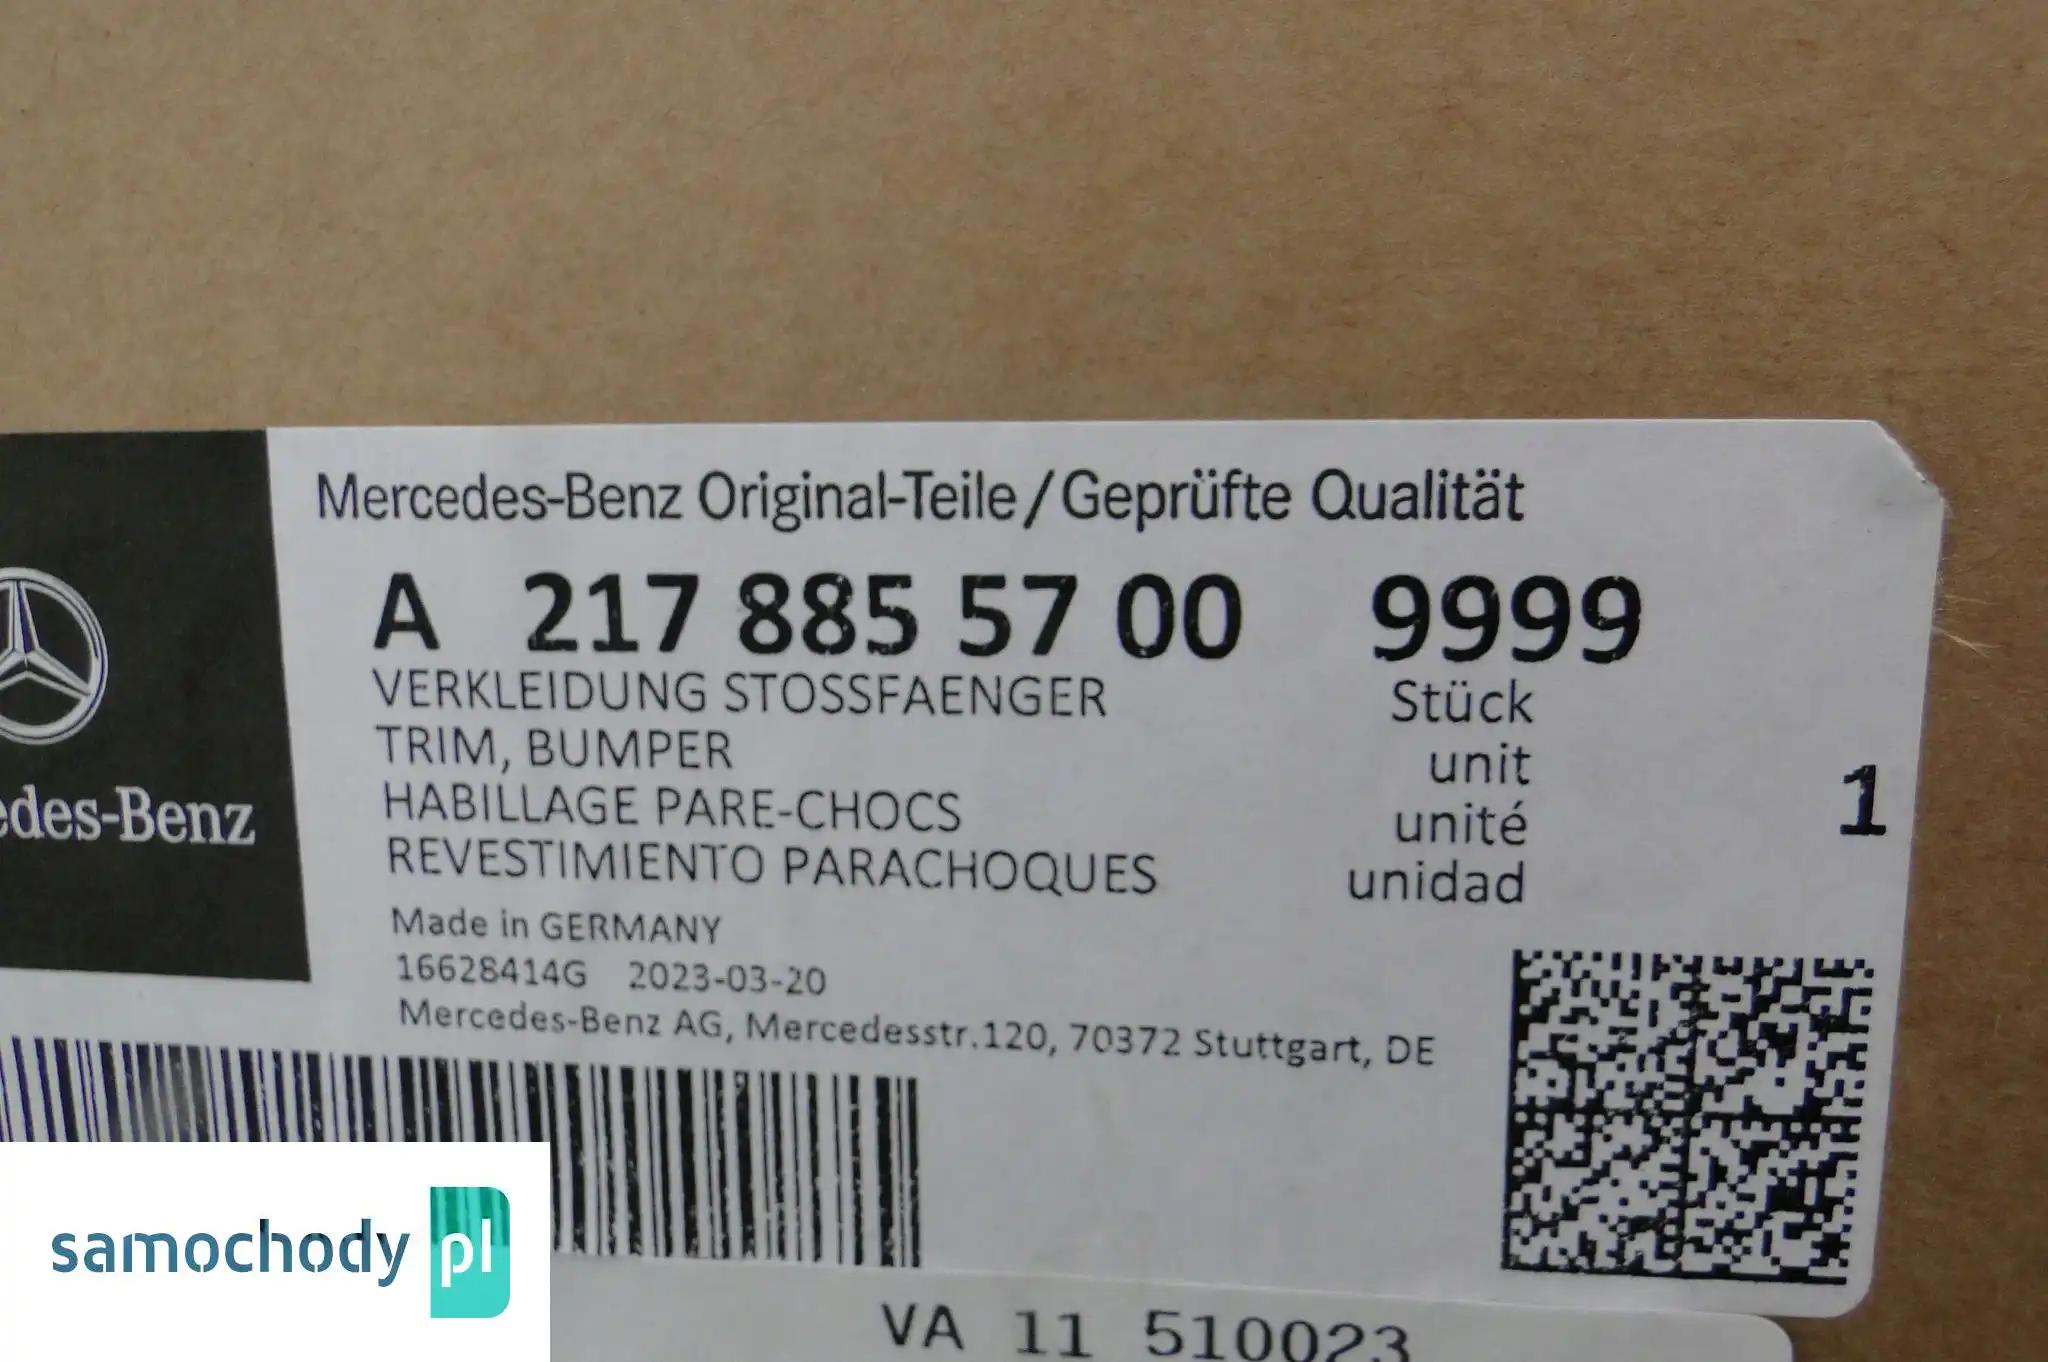 Mercedes-Benz Original-Teile/Geprüfte Qualität
A 217 885 57 00 9999
VERKLEIDUNG STOSSFAENGER
TRIM, BUMPER
HABILLAGE PARE-CHOCS
REVESTIMIENTO PARACHOQUES
Stück
unit
unité
unidad
1
edes-Benz
Made in GERMANY
16628414G 2023-03-20
Mercedes-Benz AG, Mercedesstr.120, 70372 Stuttgart, DE
VA 11 510023
samochody pl